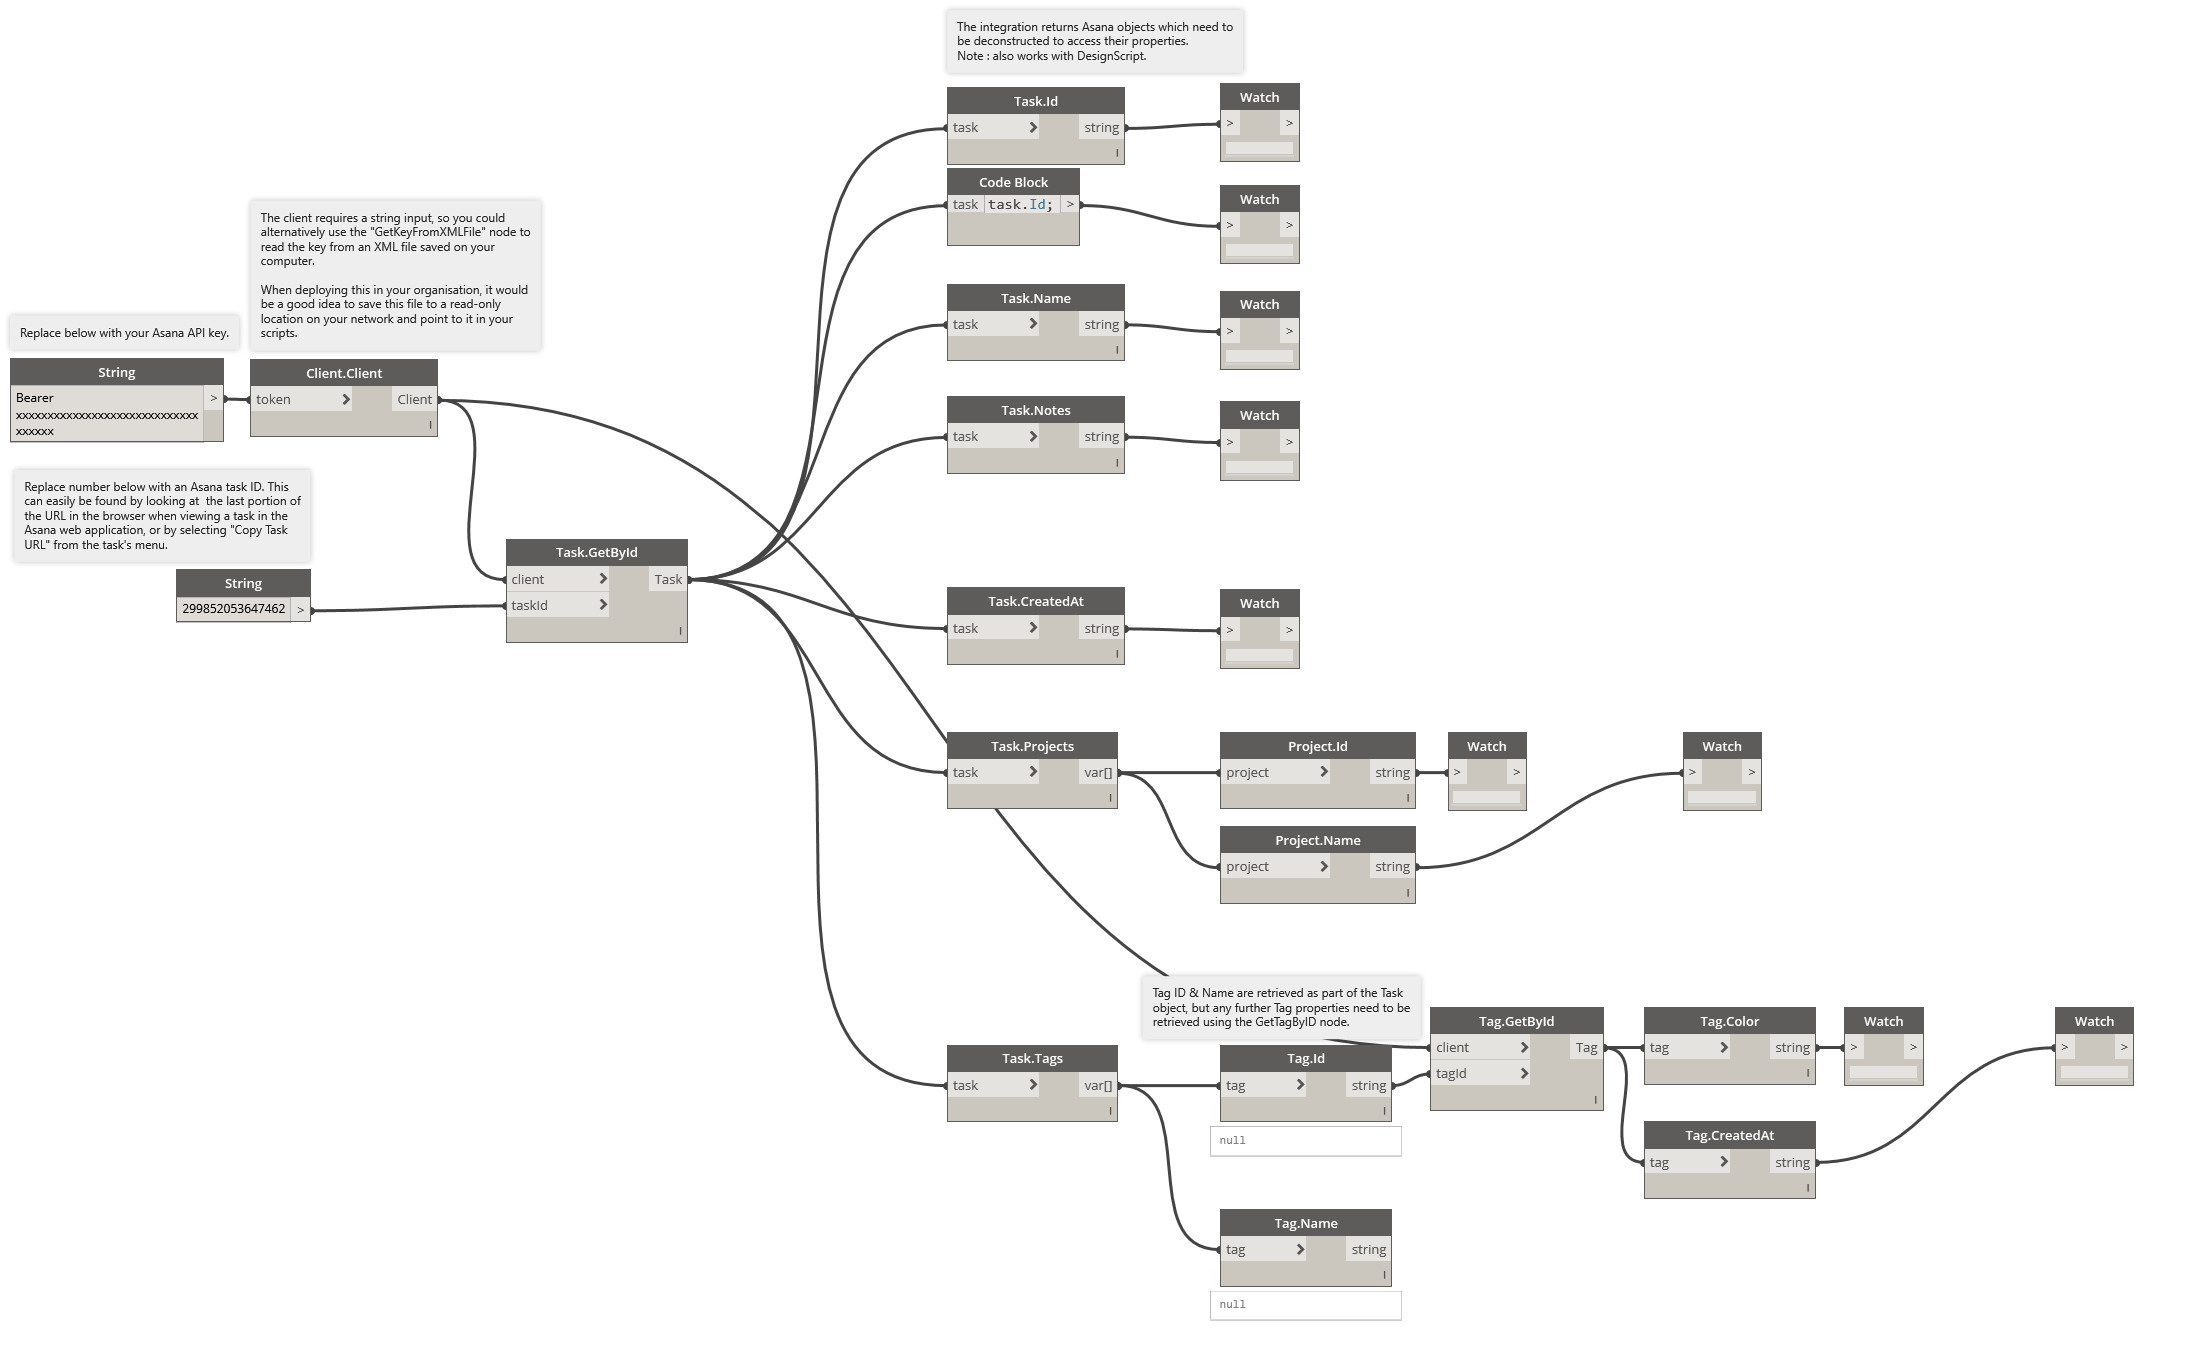 The integration returns Asana objects which need to
be deconstructed to access their properties.
Note : also works with DesignScript.
Task.Id
task > string
Watch
> >
Code Block
task task.Id; >
Watch
> >
The client requires a string input, so you could
alternatively use the "GetKeyFromXMLFile" node to
read the key from an XML file saved on your
computer.
When deploying this in your organisation, it would
be a good idea to save this file to a read-only
location on your network and point to it in your
scripts.
Replace below with your Asana API key.
String
Bearer >
xxxxxxxxxxxxxxxxxxxxxxxxxxxxx
xxxxxx
Client.Client
token > Client
Task.Name
task > string
Watch
> >
Task.Notes
task > string
Watch
> >
Replace number below with an Asana task ID. This
can easily be found by looking at  the last portion of
the URL in the browser when viewing a task in the
Asana web application, or by selecting "Copy Task
URL" from the task's menu.
String
299852053647462 >
Task.GetById
client > Task
taskId >
Task.CreatedAt
task > string
Watch
> >
Task.Projects
task > var[]
Project.Id
project > string
Watch
> >
Watch
> >
Project.Name
project > string
Tag ID & Name are retrieved as part of the Task
object, but any further Tag properties need to be
retrieved using the GetTagByID node.
Task.Tags
task > var[]
Tag.Id
tag > string
null
Tag.GetById
client > Tag
tagId >
Tag.Color
tag > string
Watch
> >
Watch
> >
Tag.CreatedAt
tag > string
Tag.Name
tag > string
null